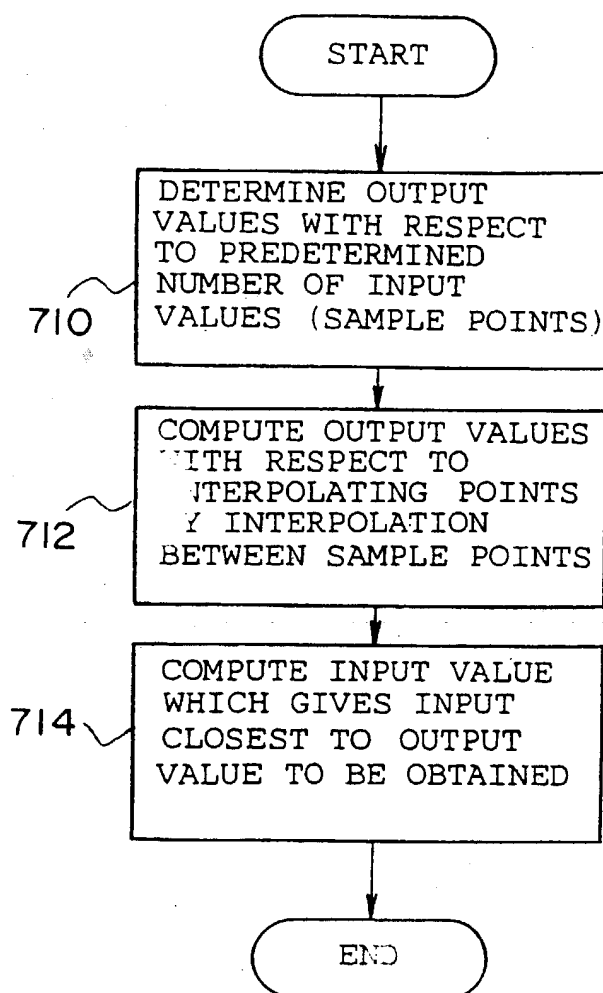 START
DETERMINE OUTPUT
VALUES WITH RESPECT
TO PREDETERMINED
NUMBER OF INPUT
VALUES (SAMPLE POINTS)
710
COMPUTE OUTPUT VALUES
WITH RESPECT TO
INTERPOLATING POINTS
BY INTERPOLATION
BETWEEN SAMPLE POINTS
712
COMPUTE INPUT VALUE
WHICH GIVES INPUT
CLOSEST TO OUTPUT
VALUE TO BE OBTAINED
714
END